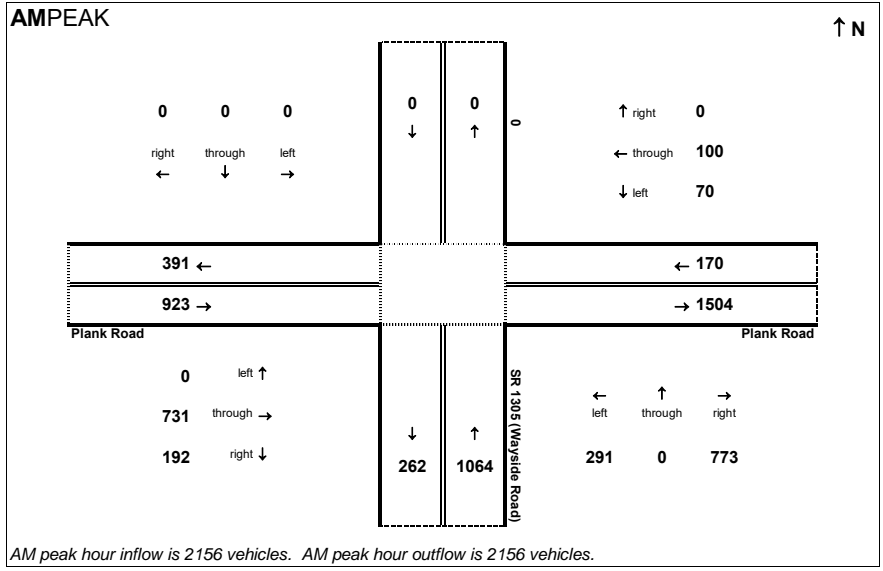 AMPEAK
↑ N
0 0 0
right through left
← ↓ →
0 0
↓ ↑
0
↑ right 0
← through 100
↓ left 70
391 ←
923 →
← 170
→ 1504
Plank Road
Plank Road
0 left ↑
731 through →
192 right ↓
↓ ↑
262 1064
SR 1305 (Wayside Road)
← ↑ →
left through right
291 0 773
AM peak hour inflow is 2156 vehicles. AM peak hour outflow is 2156 vehicles.